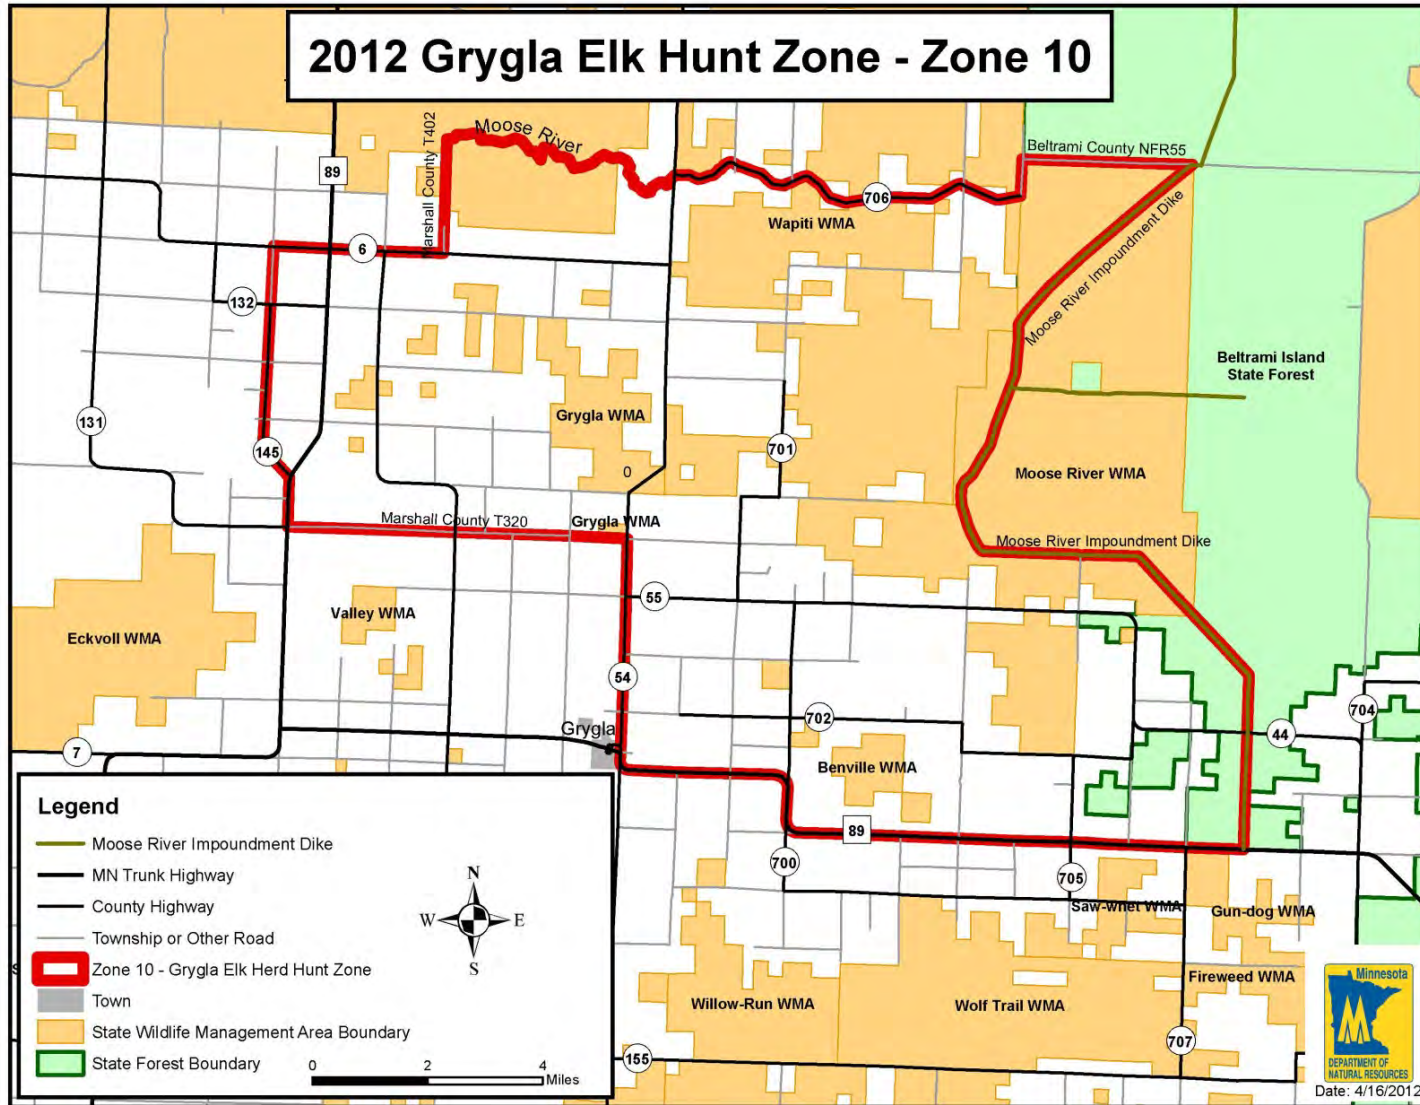 2012 Grygla Elk Hunt Zone - Zone 10
Moose River
Marshall County T402
Beltrami County NFR55
89
706
Wapiti WMA
6
Moose River Impoundment Dike
132
Beltrami Island
State Forest
131
Grygla WMA
145
701
0
Moose River WMA
Marshall County T320
Grygla WMA
Moose River Impoundment Dike
55
Valley WMA
Eckvoll WMA
54
702
704
Grygla
44
7
Benville WMA
89
700
705
Saw-whet WMA
Gun-dog WMA
Fireweed WMA
Willow-Run WMA
Wolf Trail WMA
707
155
Legend
Moose River Impoundment Dike
MN Trunk Highway
County Highway
Township or Other Road
Zone 10 - Grygla Elk Herd Hunt Zone
Town
State Wildlife Management Area Boundary
State Forest Boundary
N
W
E
S
0 2 4
Miles
Minnesota
DEPARTMENT OF
NATURAL RESOURCES
Date: 4/16/2012